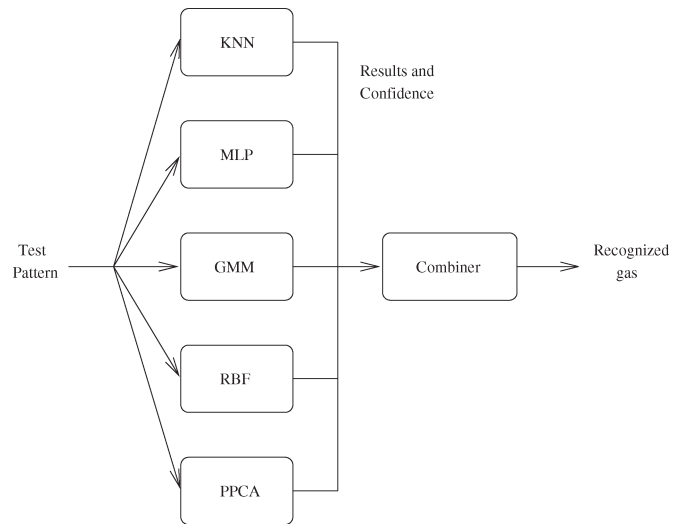 KNN
Results and
Confidence
MLP
Test
Pattern
GMM
Combiner
Recognized
gas
RBF
PPCA